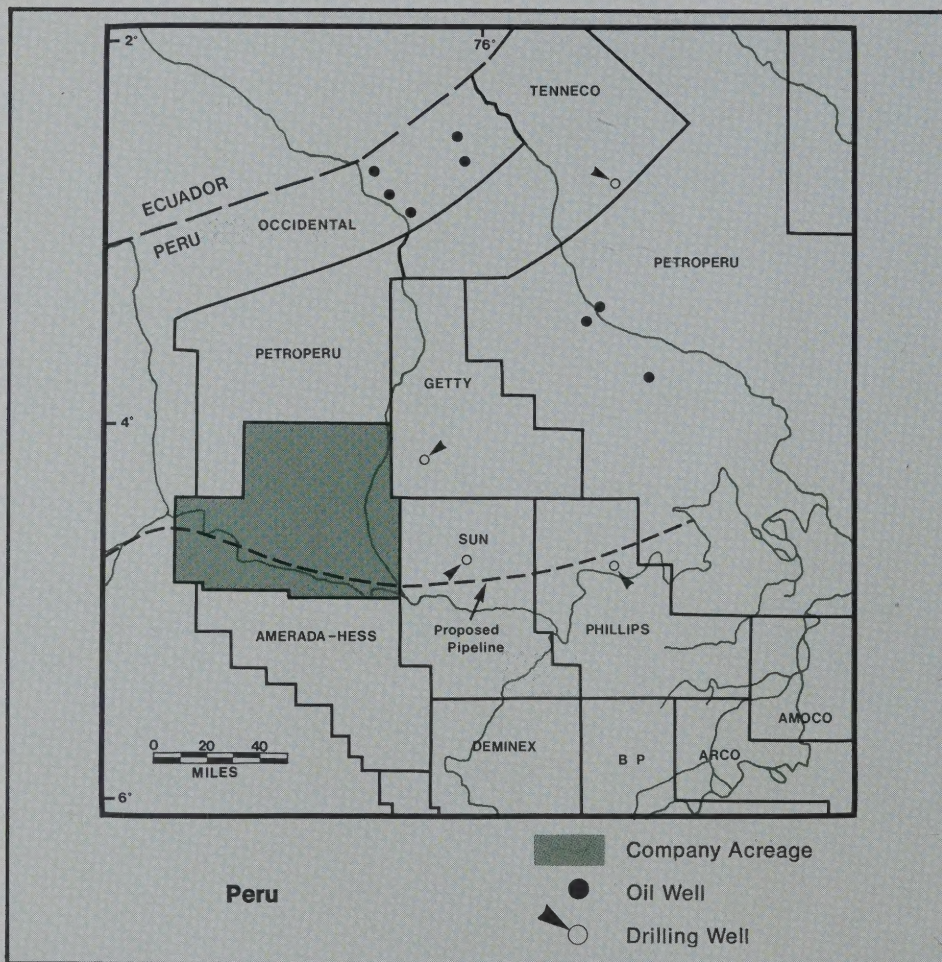 2°
76°
TENNECO
ECUADOR
PERU
OCCIDENTAL
PETROPERU
PETROPERU
GETTY
4°
SUN
Proposed
Pipeline
PHILLIPS
AMERADA-HESS
AMOCO
0 20 40
MILES
DEMINEX
B P
ARCO
6°
Peru
Company Acreage
Oil Well
Drilling Well